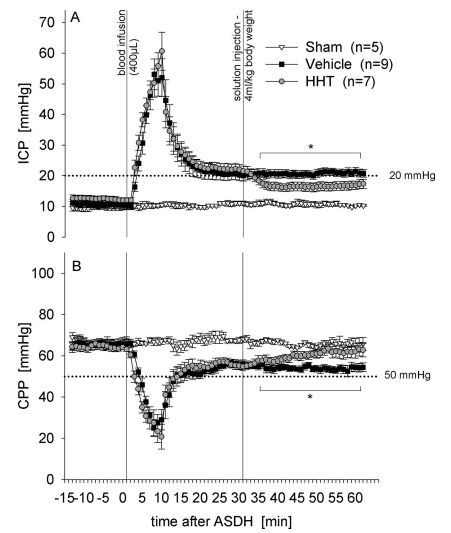 A
blood infusion
(400µL)
solution injection -
4ml/kg body weight
Sham (n=5)
Vehicle (n=9)
HHT (n=7)
ICP [mmHg]
70
60
50
40
30
20
10
0
*
20 mmHg
B
CPP [mmHg]
100
80
60
40
20
0
50 mmHg
*
-15 -10 -5 0 5 10 15 20 25 30 35 40 45 50 55 60
time after ASDH [min]